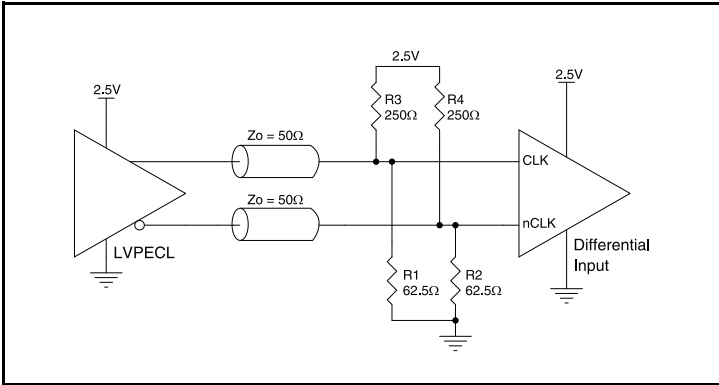 2.5V
2.5V
2.5V
R3
250Ω
R4
250Ω
Zo = 50Ω
CLK
Zo = 50Ω
nCLK
LVPECL
Differential
Input
R1
62.5Ω
R2
62.5Ω